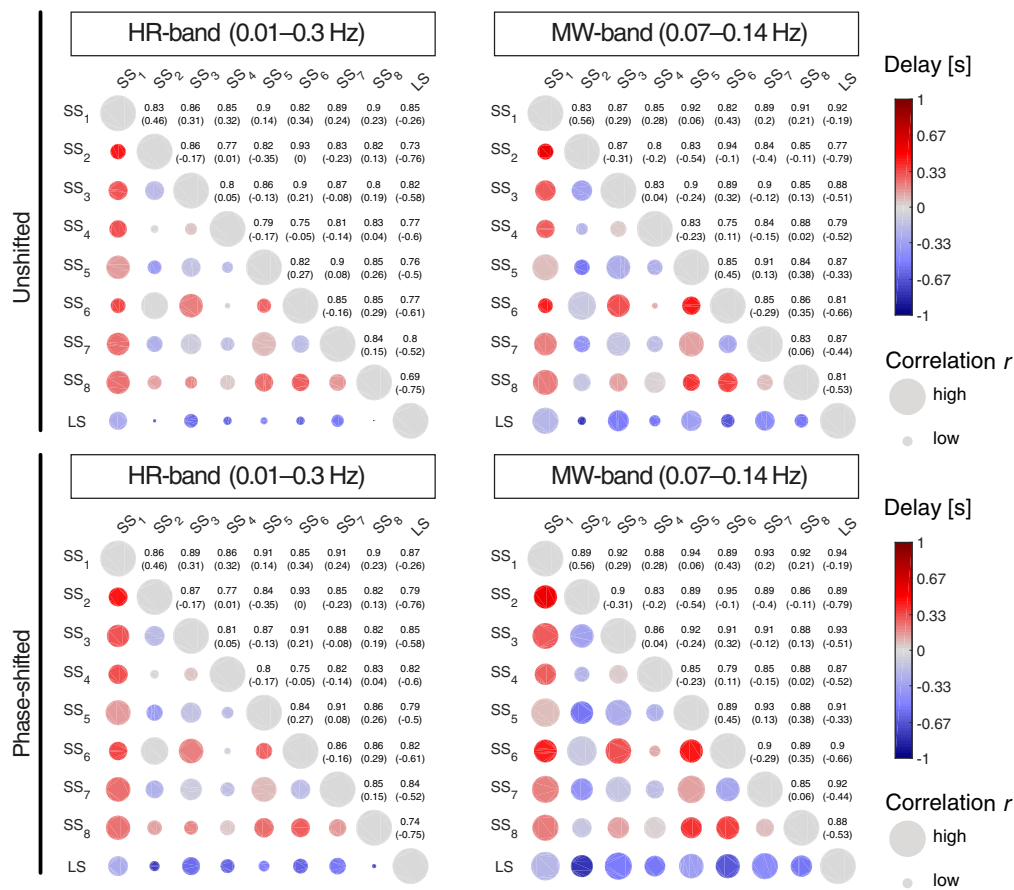 HR-band (0.01–0.3 Hz)
SS1 SS2 SS3 SS4 SS5 SS6 SS7 SS8 LS
SS1 0.83 0.86 0.85 0.9 0.82 0.89 0.9 0.85
(0.46) (0.31) (0.32) (0.14) (0.34) (0.24) (0.23) (-0.26)
SS2 0.86 0.77 0.82 0.93 0.83 0.82 0.73
(-0.17) (0.01) (-0.35) (0) (-0.23) (0.13) (-0.76)
SS3 0.8 0.86 0.9 0.87 0.8 0.82
(0.05) (-0.13) (0.21) (-0.08) (0.19) (-0.58)
SS4 0.79 0.75 0.81 0.83 0.77
(-0.17) (-0.05) (-0.14) (0.04) (-0.6)
SS5 0.82 0.9 0.85 0.76
(0.27) (0.08) (0.26) (-0.5)
SS6 0.85 0.85 0.77
(-0.16) (0.29) (-0.61)
SS7 0.84 0.8
(0.15) (-0.52)
SS8 0.69
(-0.75)
LS
Unshifted
MW-band (0.07–0.14 Hz)
SS1 SS2 SS3 SS4 SS5 SS6 SS7 SS8 LS
SS1 0.83 0.87 0.85 0.92 0.82 0.89 0.91 0.92
(0.56) (0.29) (0.28) (0.06) (0.43) (0.2) (0.21) (-0.19)
SS2 0.87 0.8 0.83 0.94 0.84 0.85 0.77
(-0.31) (-0.2) (-0.54) (-0.1) (-0.4) (-0.11) (-0.79)
SS3 0.83 0.9 0.89 0.9 0.85 0.88
(0.04) (-0.24) (0.32) (-0.12) (0.13) (-0.51)
SS4 0.83 0.75 0.84 0.88 0.79
(-0.23) (0.11) (-0.15) (0.02) (-0.52)
SS5 0.85 0.91 0.84 0.87
(0.45) (0.13) (0.38) (-0.33)
SS6 0.85 0.86 0.81
(-0.29) (0.35) (-0.66)
SS7 0.83 0.87
(0.06) (-0.44)
SS8 0.81
(-0.53)
LS
Delay [s]
1
0.67
0.33
0
-0.33
-0.67
-1
Correlation r
high
low
HR-band (0.01–0.3 Hz)
SS1 SS2 SS3 SS4 SS5 SS6 SS7 SS8 LS
SS1 0.86 0.89 0.86 0.91 0.85 0.91 0.9 0.87
(0.46) (0.31) (0.32) (0.14) (0.34) (0.24) (0.23) (-0.26)
SS2 0.87 0.77 0.84 0.93 0.85 0.82 0.79
(-0.17) (0.01) (-0.35) (0) (-0.23) (0.13) (-0.76)
SS3 0.81 0.87 0.91 0.88 0.82 0.85
(0.05) (-0.13) (0.21) (-0.08) (0.19) (-0.58)
SS4 0.8 0.75 0.82 0.83 0.82
(-0.17) (-0.05) (-0.14) (0.04) (-0.6)
SS5 0.84 0.91 0.86 0.79
(0.27) (0.08) (0.26) (-0.5)
SS6 0.86 0.86 0.82
(-0.16) (0.29) (-0.61)
SS7 0.85 0.84
(0.15) (-0.52)
SS8 0.74
(-0.75)
LS
Phase-shifted
MW-band (0.07–0.14 Hz)
SS1 SS2 SS3 SS4 SS5 SS6 SS7 SS8 LS
SS1 0.89 0.92 0.88 0.94 0.89 0.93 0.92 0.94
(0.56) (0.29) (0.28) (0.06) (0.43) (0.2) (0.21) (-0.19)
SS2 0.9 0.83 0.89 0.95 0.89 0.86 0.89
(-0.31) (-0.2) (-0.54) (-0.1) (-0.4) (-0.11) (-0.79)
SS3 0.86 0.92 0.91 0.91 0.88 0.93
(0.04) (-0.24) (0.32) (-0.12) (0.13) (-0.51)
SS4 0.85 0.79 0.85 0.88 0.87
(-0.23) (0.11) (-0.15) (0.02) (-0.52)
SS5 0.89 0.93 0.88 0.91
(0.45) (0.13) (0.38) (-0.33)
SS6 0.9 0.89 0.9
(-0.29) (0.35) (-0.66)
SS7 0.85 0.92
(0.06) (-0.44)
SS8 0.88
(-0.53)
LS
Delay [s]
1
0.67
0.33
0
-0.33
-0.67
-1
Correlation r
high
low